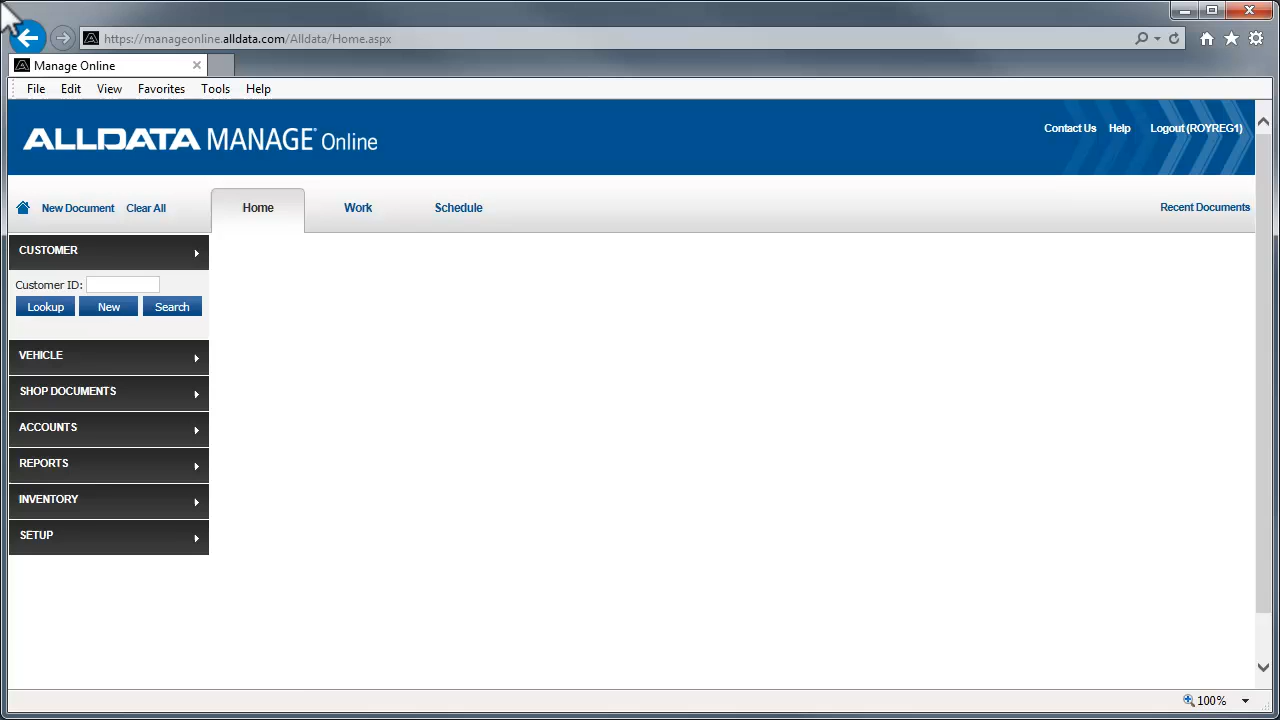 https://manageonline.alldata.com/Alldata/Home.aspx
Manage Online
File Edit View Favorites Tools Help
ALLDATA MANAGE® Online
Contact Us Help Logout (ROYREG1)
New Document Clear All Home Work Schedule Recent Documents
CUSTOMER
Customer ID:
Lookup New Search
VEHICLE
SHOP DOCUMENTS
ACCOUNTS
REPORTS
INVENTORY
SETUP
100%